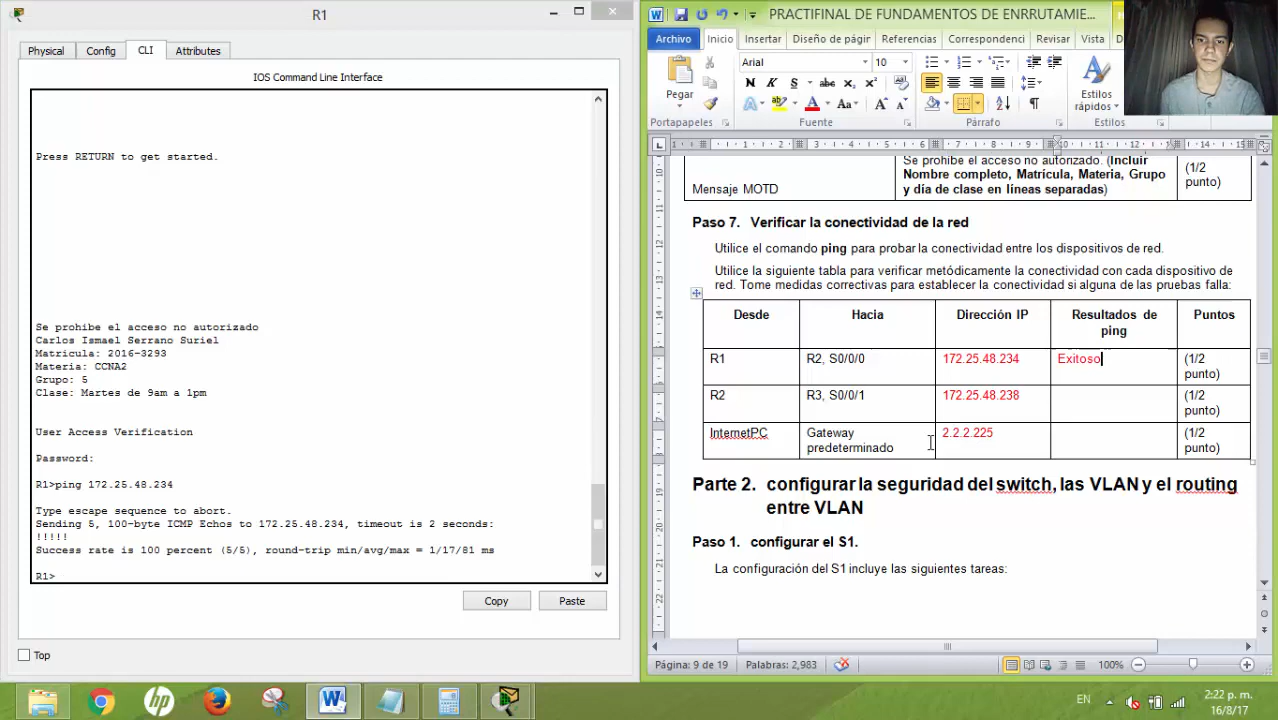 R1
Physical Config CLI Attributes
IOS Command Line Interface
Press RETURN to get started.
Se prohibe el acceso no autorizado
Carlos Ismael Serrano Suriel
Matricula: 2016-3293
Materia: CCNA2
Grupo: 5
Clase: Martes de 9am a 1pm
User Access Verification
Password:
R1>ping 172.25.48.234
Type escape sequence to abort.
Sending 5, 100-byte ICMP Echos to 172.25.48.234, timeout is 2 seconds:
!!!!!
Success rate is 100 percent (5/5), round-trip min/avg/max = 1/17/81 ms
R1>
Copy Paste
Top
PRACTIFINAL DE FUNDAMENTOS DE ENRRUTAMIE...
Archivo Inicio Insertar Diseño de págir Referencias Correspondenci Revisar Vista
Arial 10
Pegar
N K S abc x₂ x²
Aa A A
Estilos rápidos
Portapapeles Fuente Párrafo Estilos
Mensaje MOTD
Se prohíbe el acceso no autorizado. (Incluir
Nombre completo, Matrícula, Materia, Grupo
y día de clase en líneas separadas)
(1/2
punto)
Paso 7. Verificar la conectividad de la red
Utilice el comando ping para probar la conectividad entre los dispositivos de red.
Utilice la siguiente tabla para verificar metódicamente la conectividad con cada dispositivo de
red. Tome medidas correctivas para establecer la conectividad si alguna de las pruebas falla:
Desde Hacia Dirección IP Resultados de ping Puntos
R1 R2, S0/0/0 172.25.48.234 Exitoso (1/2 punto)
R2 R3, S0/0/1 172.25.48.238 (1/2 punto)
InternetPC Gateway predeterminado 2.2.2.225 (1/2 punto)
Parte 2. configurar la seguridad del switch, las VLAN y el routing
entre VLAN
Paso 1. configurar el S1.
La configuración del S1 incluye las siguientes tareas:
Página: 9 de 19 Palabras: 2,983 100%
EN
2:22 p. m.
16/8/17